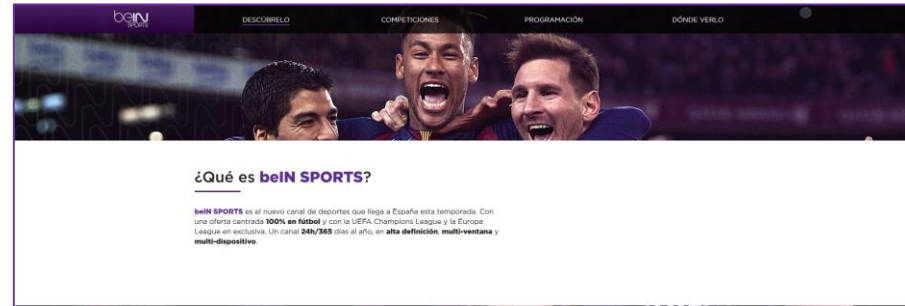 beIN
SPORTS
DESCÚBRELO
COMPETICIONES
PROGRAMACIÓN
DÓNDE VERLO
¿Qué es beIN SPORTS?
beIN SPORTS es el nuevo canal de deportes que llega a España esta temporada. Con
una oferta centrada 100% en fútbol y con la UEFA Champions League y la Europa
League en exclusiva. Un canal 24h/365 días al año, en alta definición, multi-ventana y
multi-dispositivo.